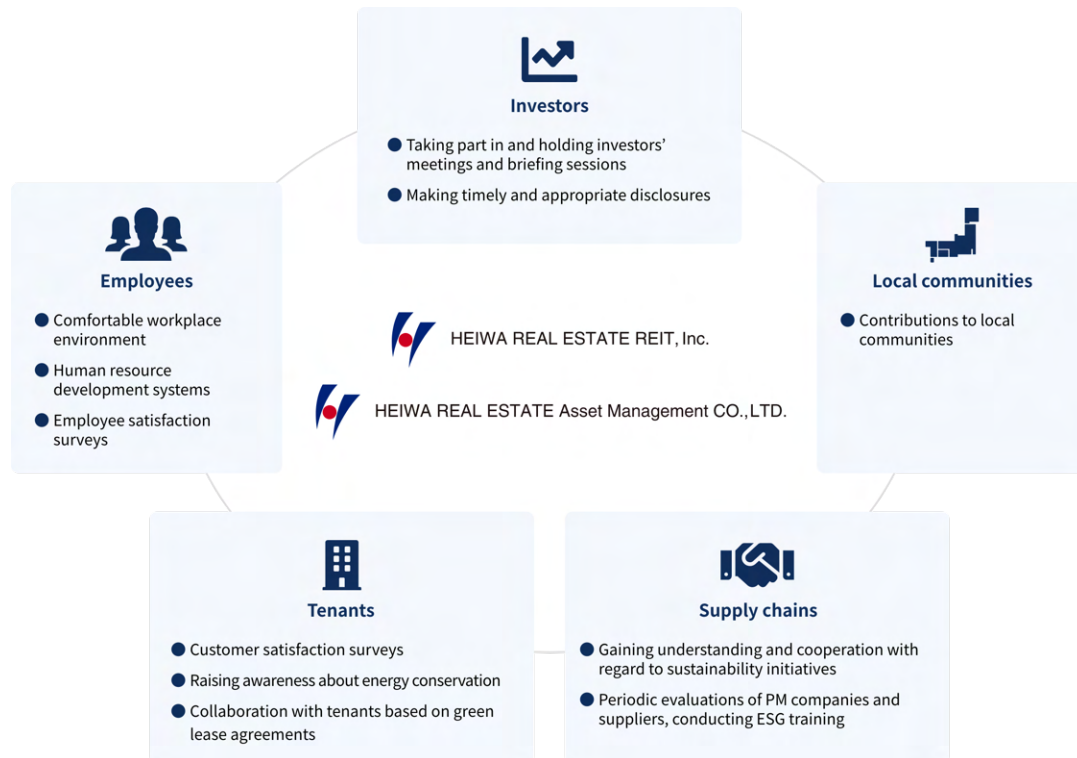 Investors
Taking part in and holding investors’
meetings and briefing sessions
Making timely and appropriate disclosures
Employees
Comfortable workplace
environment
Human resource
development systems
Employee satisfaction
surveys
Local communities
Contributions to local
communities
HEIWA REAL ESTATE REIT, Inc.
HEIWA REAL ESTATE Asset Management CO.,LTD.
Tenants
Customer satisfaction surveys
Raising awareness about energy conservation
Collaboration with tenants based on green
lease agreements
Supply chains
Gaining understanding and cooperation with
regard to sustainability initiatives
Periodic evaluations of PM companies and
suppliers, conducting ESG training